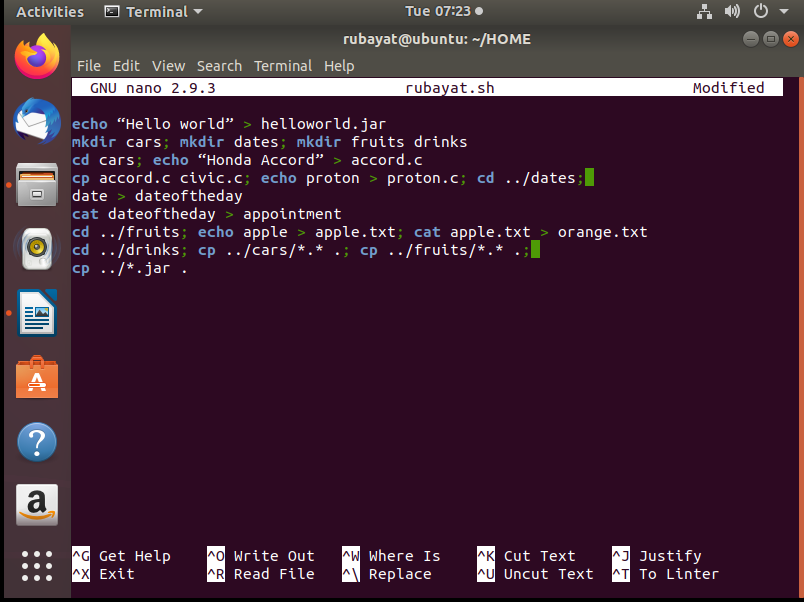 Activities Terminal Tue 07:23
rubayat@ubuntu: ~/HOME
File Edit View Search Terminal Help
GNU nano 2.9.3 rubayat.sh Modified
echo “Hello world” > helloworld.jar
mkdir cars; mkdir dates; mkdir fruits drinks
cd cars; echo “Honda Accord” > accord.c
cp accord.c civic.c; echo proton > proton.c; cd ../dates;
date > dateoftheday
cat dateoftheday > appointment
cd ../fruits; echo apple > apple.txt; cat apple.txt > orange.txt
cd ../drinks; cp ../cars/*.* .; cp ../fruits/*.* .;
cp ../*.jar .
^G Get Help ^O Write Out ^W Where Is ^K Cut Text ^J Justify
^X Exit ^R Read File ^\ Replace ^U Uncut Text ^T To Linter